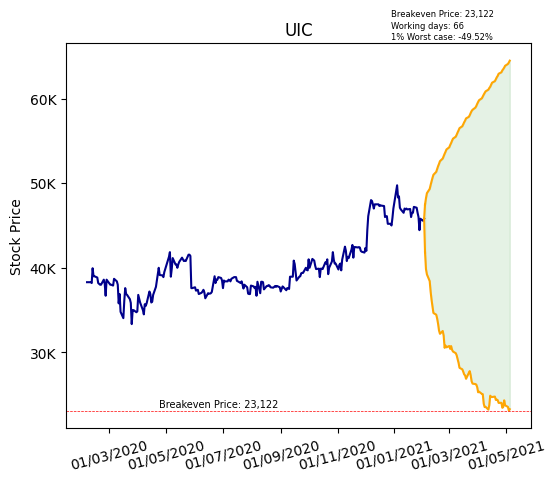 Breakeven Price: 23,122
Working days: 66
1% Worst case: -49.52%
UIC
Stock Price
60K
50K
40K
30K
Breakeven Price: 23,122
01/03/2020
01/05/2020
01/07/2020
01/09/2020
01/11/2020
01/01/2021
01/03/2021
01/05/2021